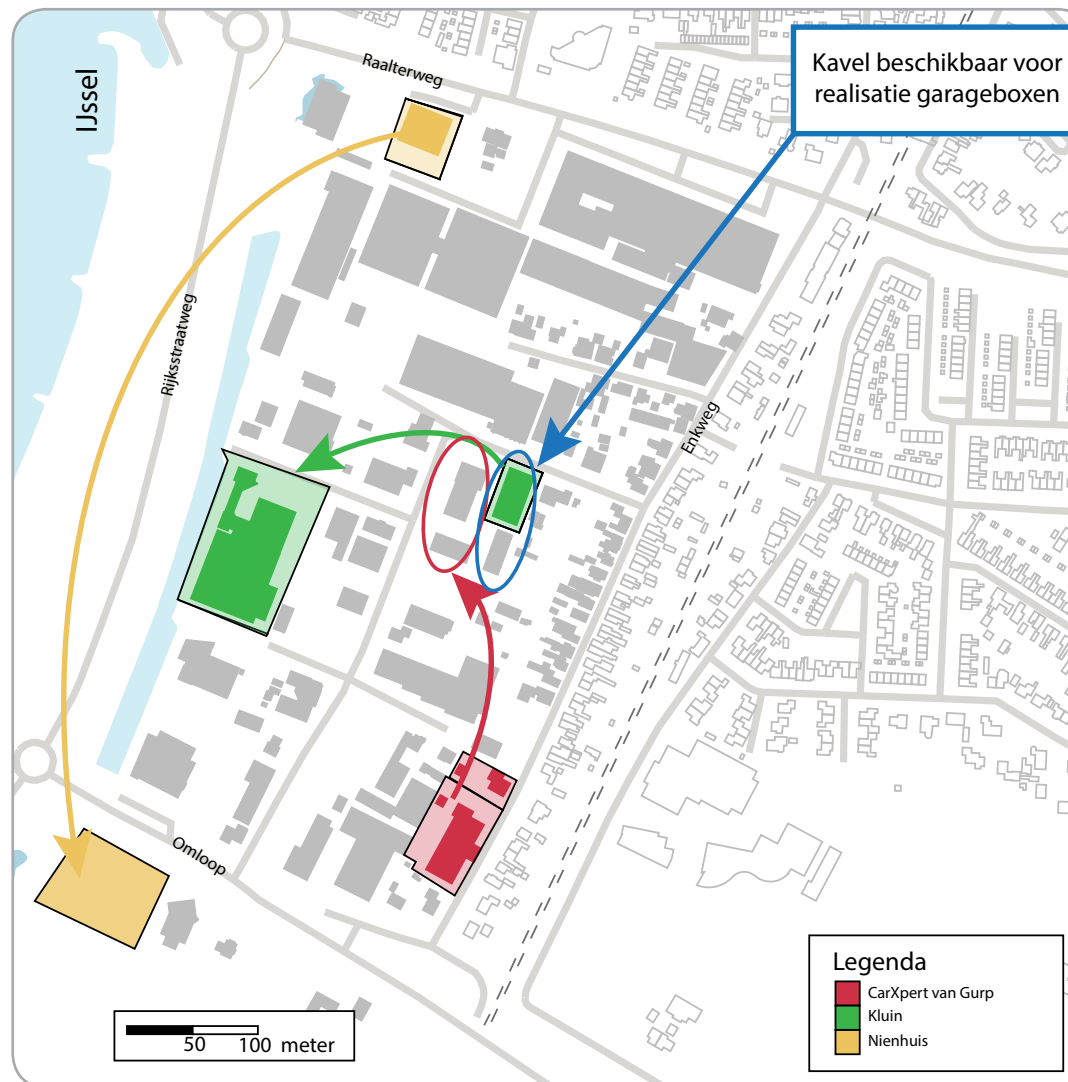 IJssel
Raalterweg
Kavel beschikbaar voor
realisatie garageboxen
Rijksstraatweg
Enkweg
Omloop
Legenda
CarXpert van Gurp
Kluin
Nienhuis
50 100 meter